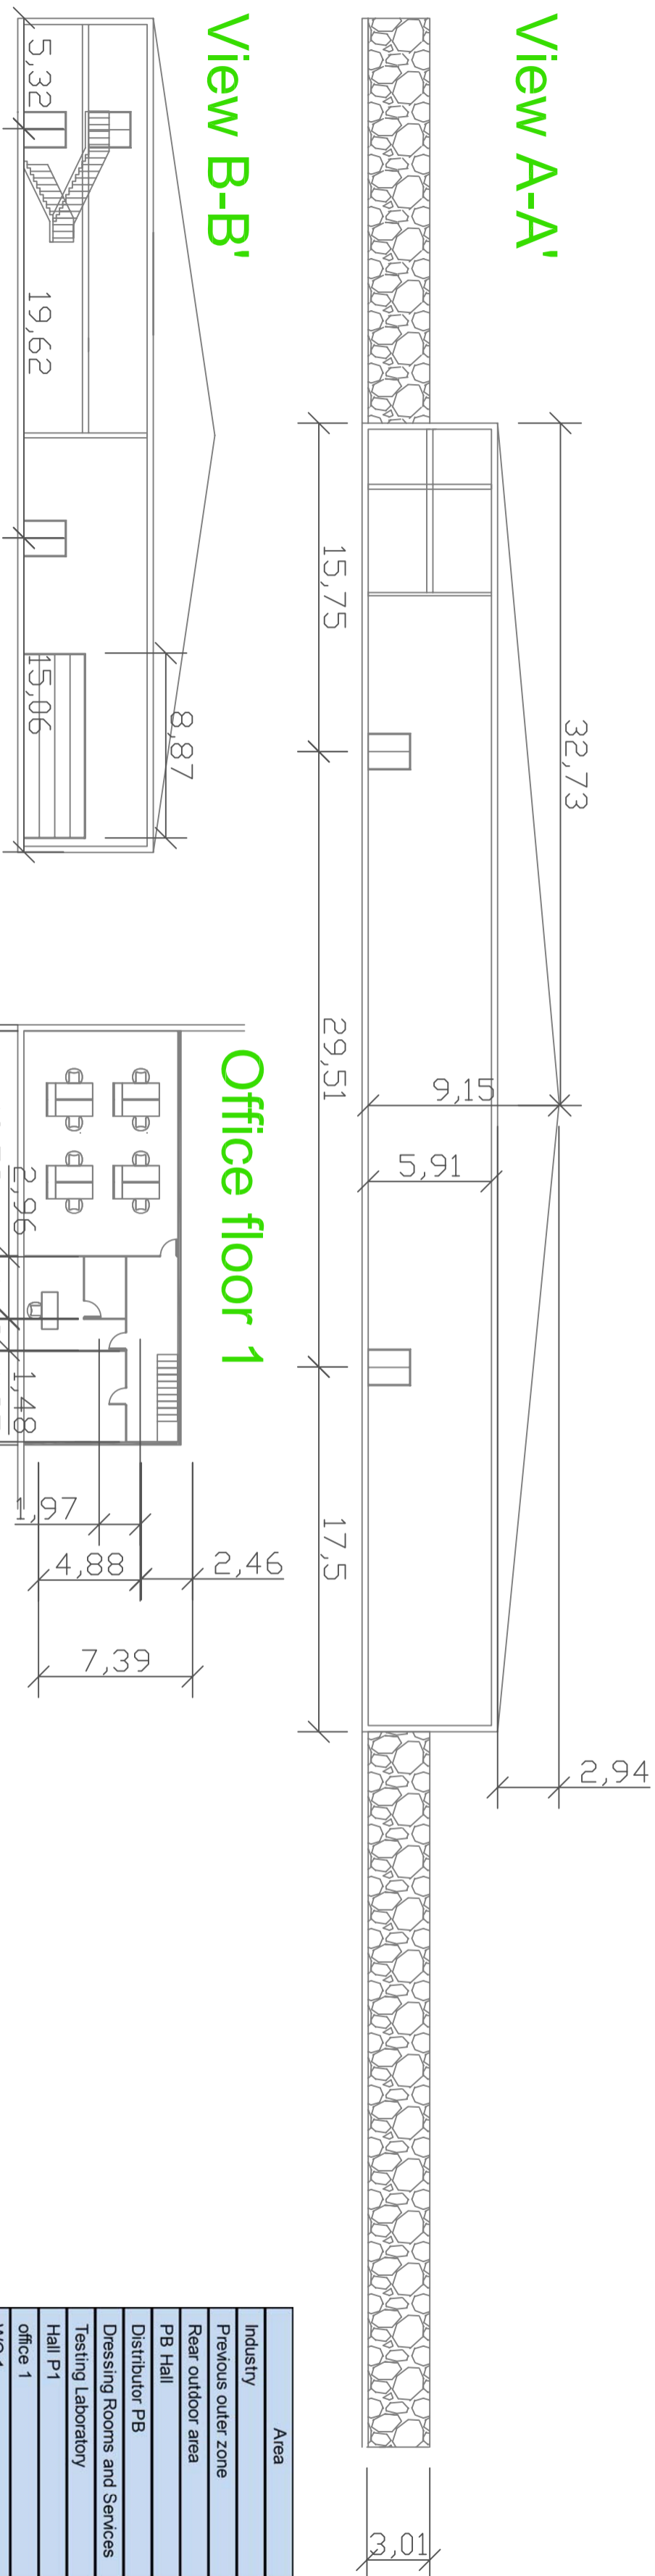 View A-A'
32,73
2,94
9,15
5,91
15,75
29,51
17,5
3,01
View B-B'
8,87
5,32
19,62
15,06
Office floor 1
2,96
1,48
1,97
4,88
2,46
7,39
Area
Industry
Previous outer zone
Rear outdoor area
PB Hall
Distributor PB
Dressing Rooms and Services
Testing Laboratory
Hall P1
office 1